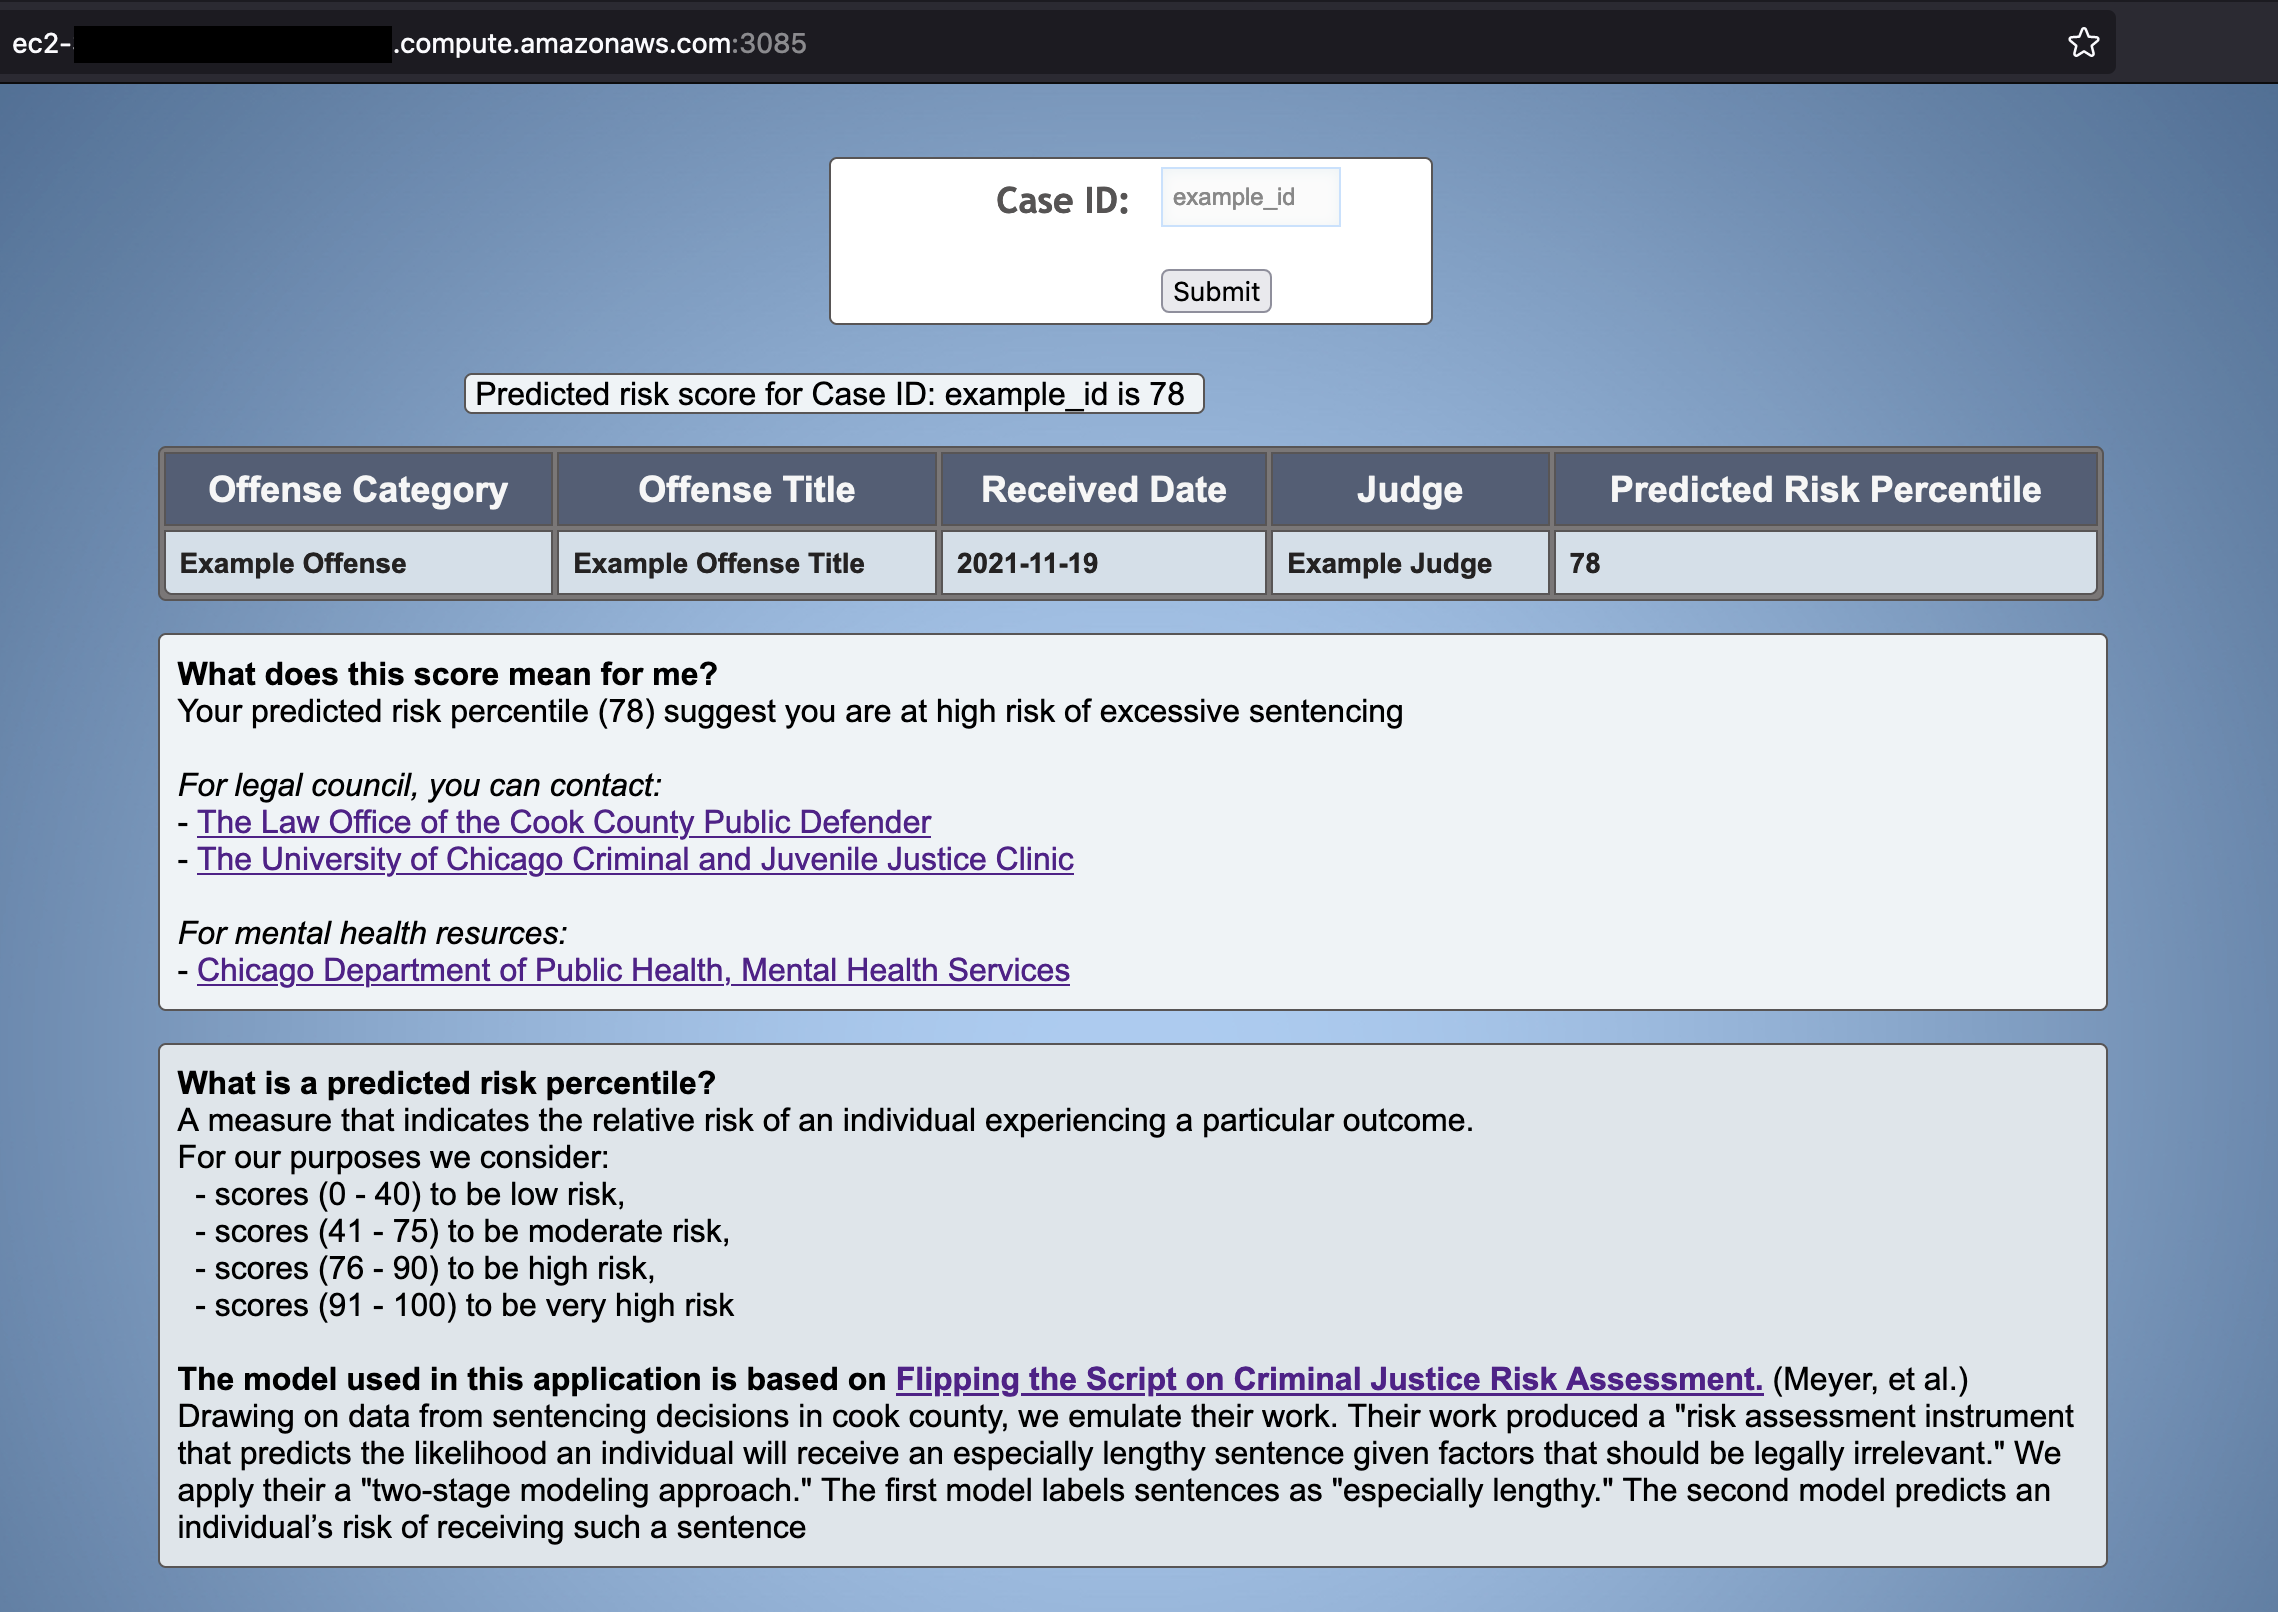 ec2-
.compute.amazonaws.com:3085
Case ID:
example_id
Submit
Predicted risk score for Case ID: example_id is 78
Offense Category Offense Title Received Date Judge Predicted Risk Percentile
Example Offense Example Offense Title 2021-11-19 Example Judge 78
What does this score mean for me?
Your predicted risk percentile (78) suggest you are at high risk of excessive sentencing
For legal council, you can contact:
- The Law Office of the Cook County Public Defender
- The University of Chicago Criminal and Juvenile Justice Clinic
For mental health resurces:
- Chicago Department of Public Health, Mental Health Services
What is a predicted risk percentile?
A measure that indicates the relative risk of an individual experiencing a particular outcome.
For our purposes we consider:
- scores (0 - 40) to be low risk,
- scores (41 - 75) to be moderate risk,
- scores (76 - 90) to be high risk,
- scores (91 - 100) to be very high risk
The model used in this application is based on Flipping the Script on Criminal Justice Risk Assessment. (Meyer, et al.)
Drawing on data from sentencing decisions in cook county, we emulate their work. Their work produced a "risk assessment instrument
that predicts the likelihood an individual will receive an especially lengthy sentence given factors that should be legally irrelevant." We
apply their a "two-stage modeling approach." The first model labels sentences as "especially lengthy." The second model predicts an
individual’s risk of receiving such a sentence